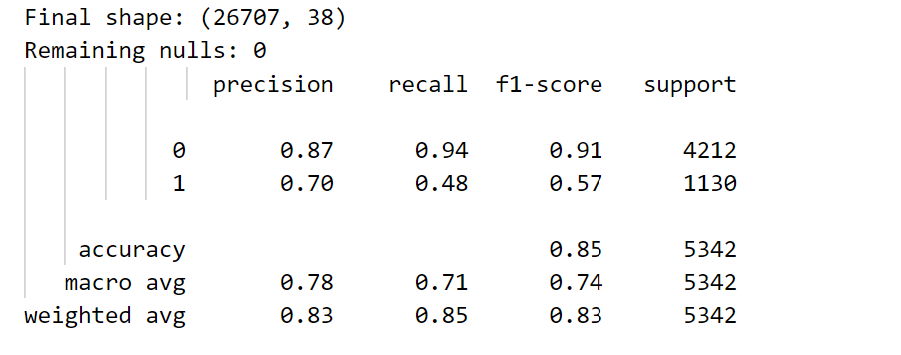 Final shape: (26707, 38)
Remaining nulls: 0
precision recall f1-score support
0 0.87 0.94 0.91 4212
1 0.70 0.48 0.57 1130
accuracy 0.85 5342
macro avg 0.78 0.71 0.74 5342
weighted avg 0.83 0.85 0.83 5342